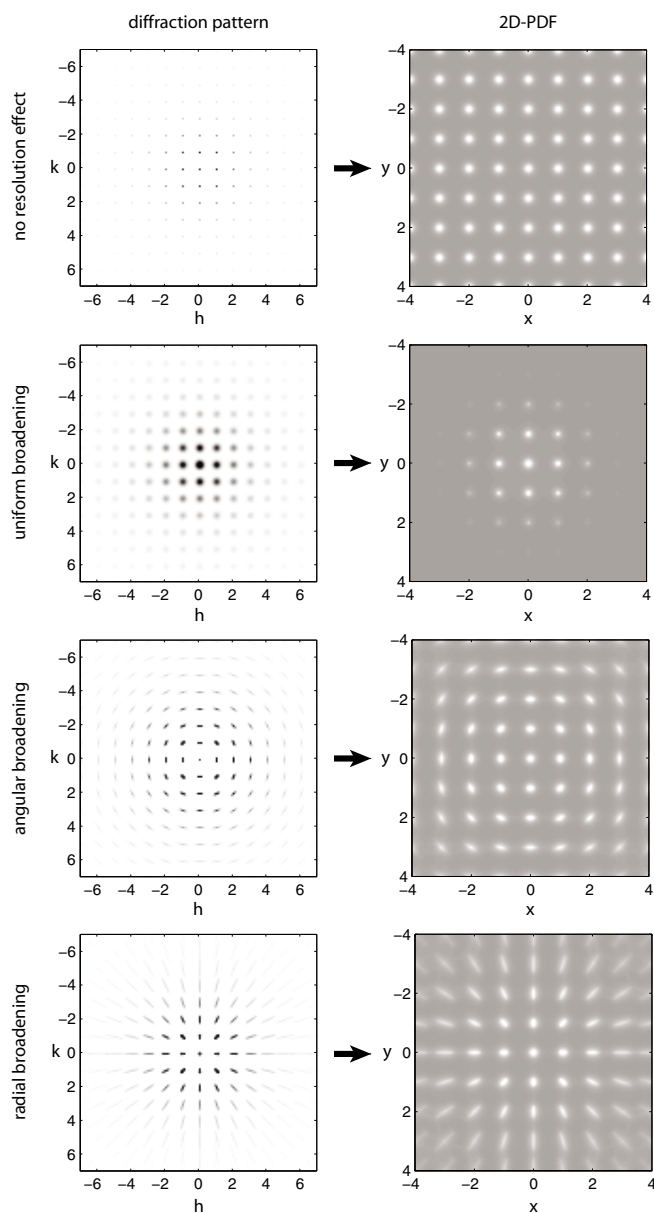 diffraction pattern
2D-PDF
no resolution effect
k
−6
−4
−2
0
2
4
6
−6 −4 −2 0 2 4 6
h
y
−4
−2
0
2
4
−4 −2 0 2 4
x
uniform broadening
k
−6
−4
−2
0
2
4
6
−6 −4 −2 0 2 4 6
h
y
−4
−2
0
2
4
−4 −2 0 2 4
x
angular broadening
k
−6
−4
−2
0
2
4
6
−6 −4 −2 0 2 4 6
h
y
−4
−2
0
2
4
−4 −2 0 2 4
x
radial broadening
k
−6
−4
−2
0
2
4
6
−6 −4 −2 0 2 4 6
h
y
−4
−2
0
2
4
−4 −2 0 2 4
x